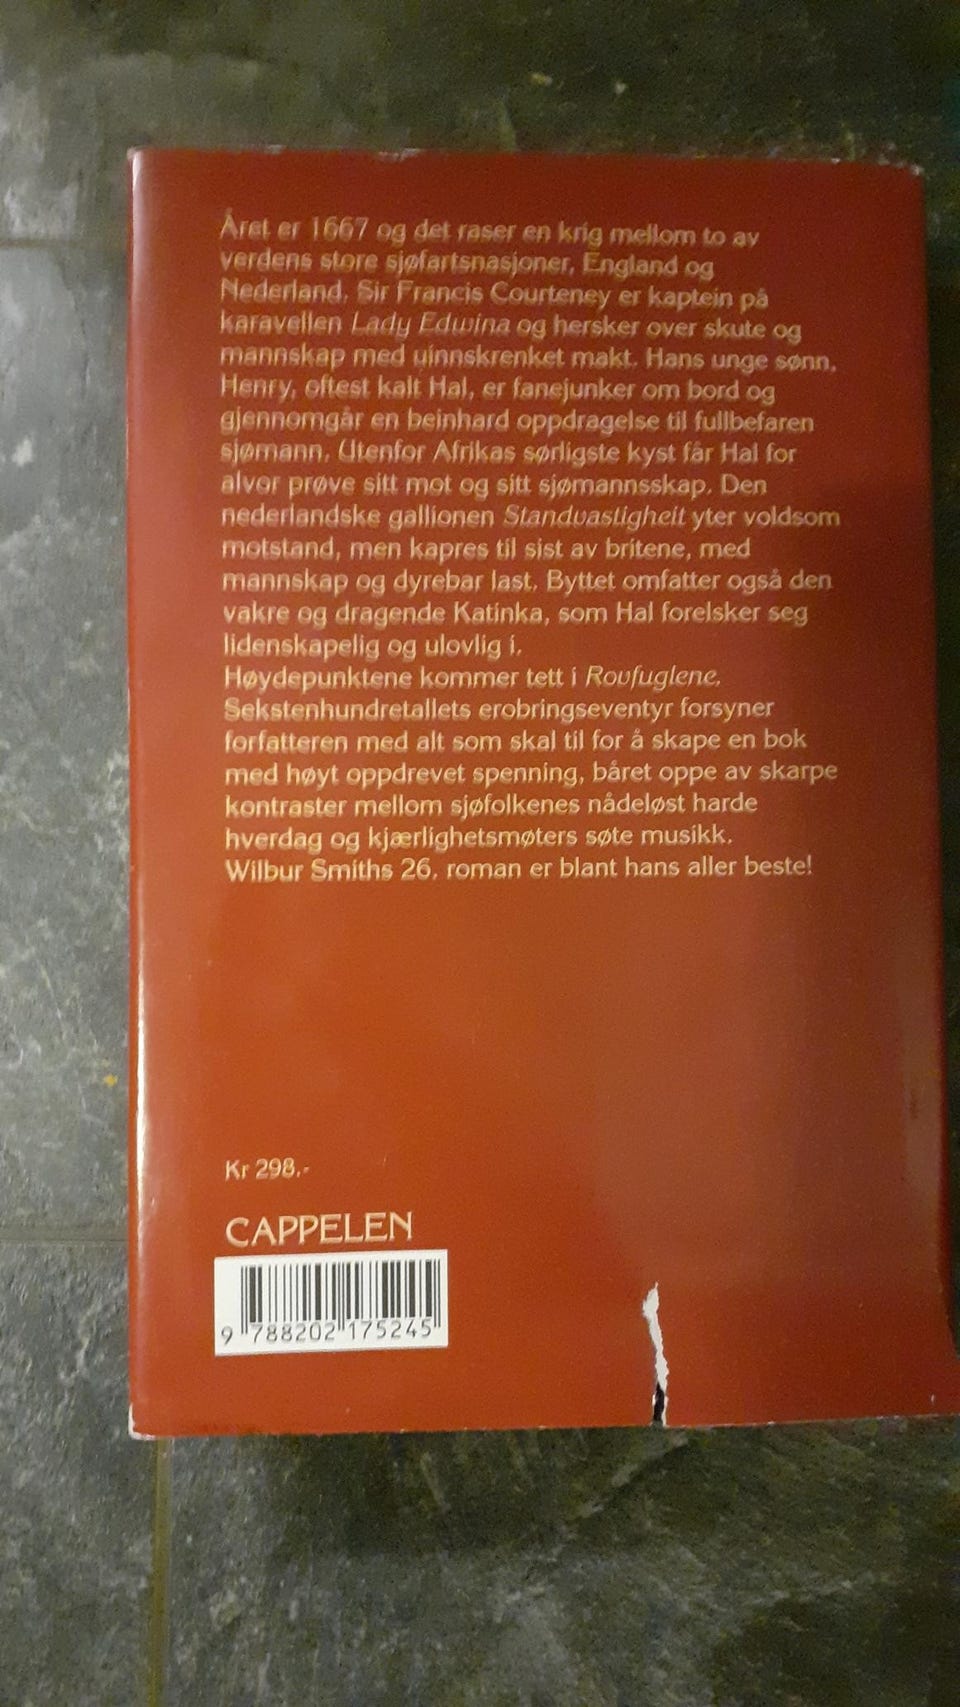 Året er 1667 og det raser en krig mellom to av
verdens store sjøfartsnasjoner, England og
Nederland. Sir Francis Courteney er kaptein på
karavellen Lady Edwina og hersker over skute og
mannskap med uinnskrenket makt. Hans unge sønn,
Henry, oftest kalt Hal, er fanejunker om bord og
gjennomgår en beinhard oppdragelse til fullbefaren
sjømann. Utenfor Afrikas sørligste kyst får Hal for
alvor prøve sitt mot og sitt sjømannsskap. Den
nederlandske gallionen Standvastigheit yter voldsom
motstand, men kapres til sist av britene, med
mannskap og dyrebar last. Byttet omfatter også den
vakre og dragende Katinka, som Hal forelsker seg
lidenskapelig og ulovlig i.
Høydepunktene kommer tett i Rovfuglene.
Sekstenhundretallets erobringseventyr forsyner
forfatteren med alt som skal til for å skape en bok
med høyt oppdrevet spenning, båret oppe av skarpe
kontraster mellom sjøfolkenes nådeløst harde
hverdag og kjærlighetsmøters søte musikk.
Wilbur Smiths 26. roman er blant hans aller beste!
Kr 298,-
CAPPELEN
9 788202 175245